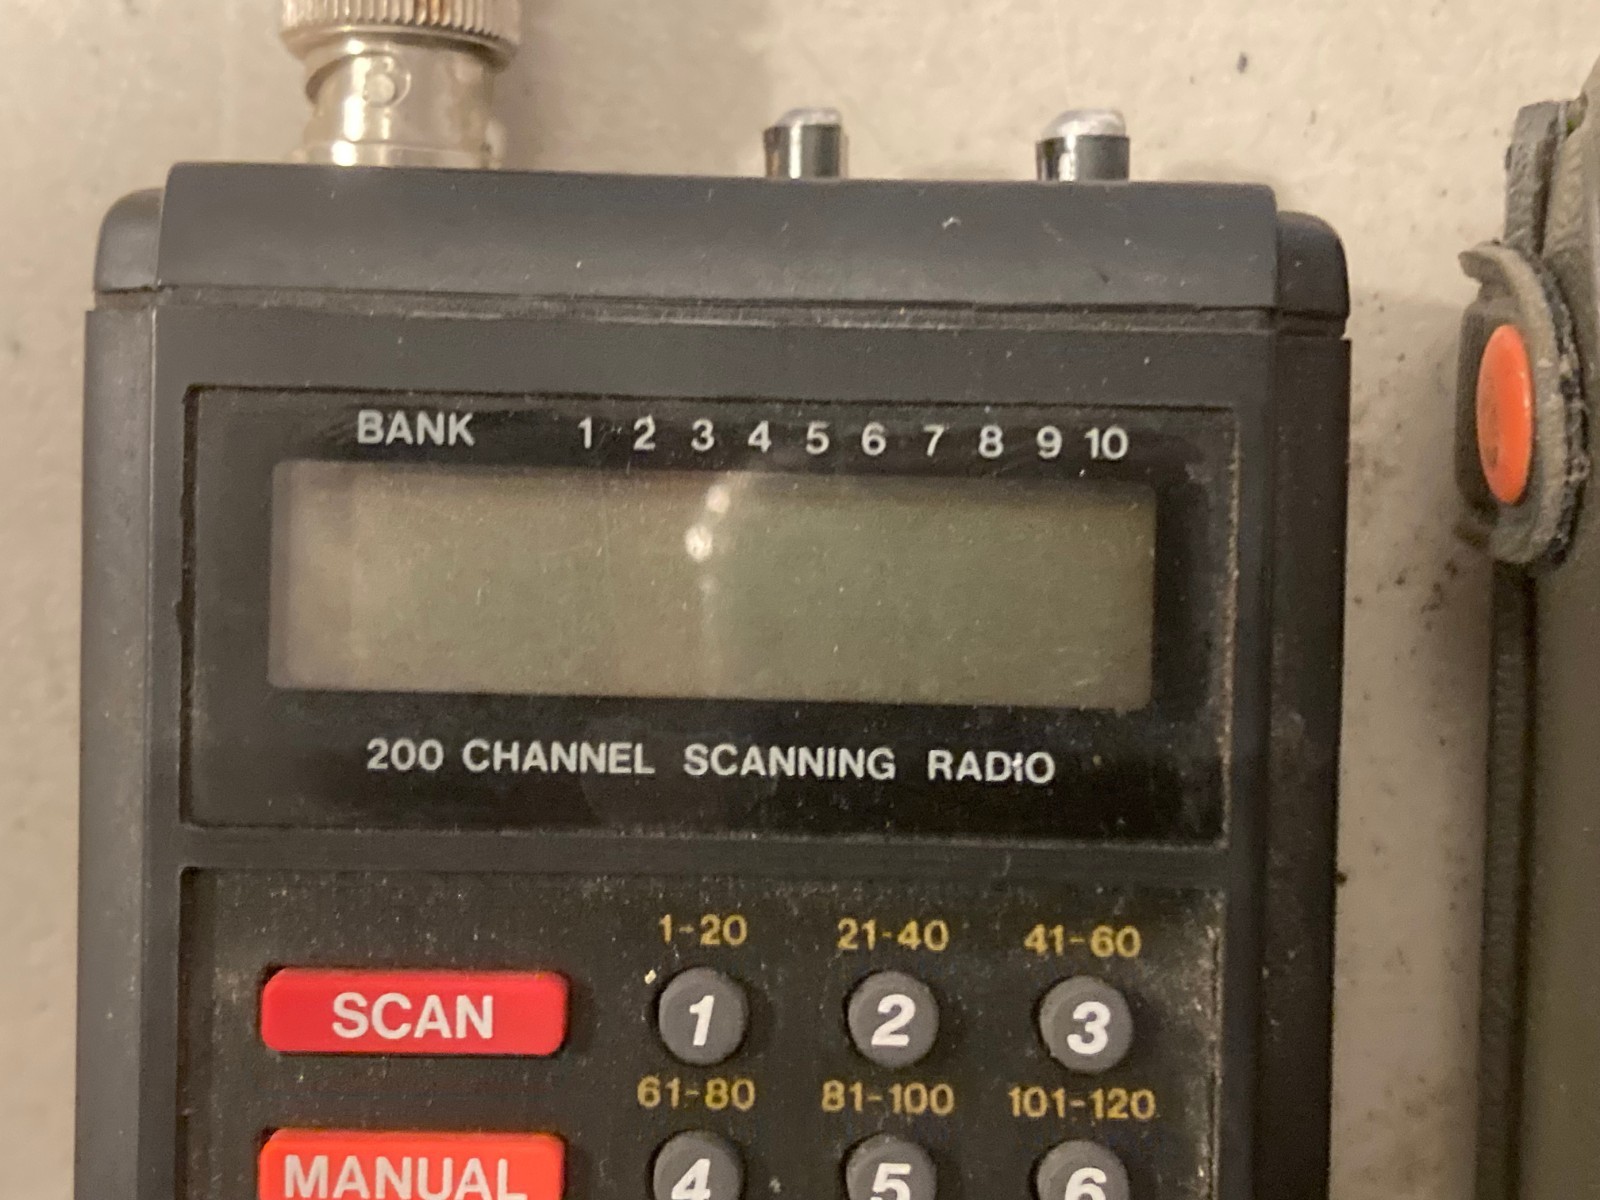 BANK 1 2 3 4 5 6 7 8 9 10
200 CHANNEL SCANNING RADIO
1-20 21-40 41-60
SCAN 1 2 3
61-80 81-100 101-120
MANUAL 4 5 6